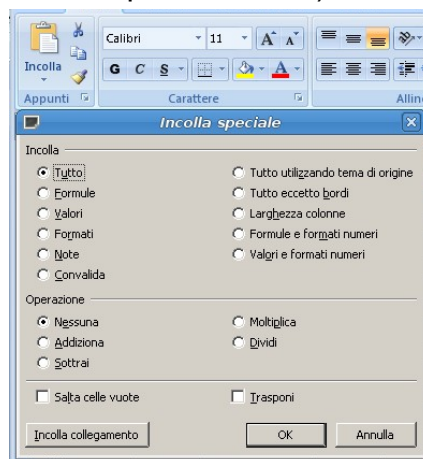 Calibri 11 A A
Incolla G C S A
Appunti Carattere Alline
Incolla speciale
Incolla
Tutto Tutto utilizzando tema di origine
Formule Tutto eccetto bordi
Valori Larghezza colonne
Formati Formule e formati numeri
Note Valori e formati numeri
Convalida
Operazione
Nessuna Moltiplica
Addiziona Dividi
Sottrai
Salta celle vuote Trasponi
Incolla collegamento OK Annulla